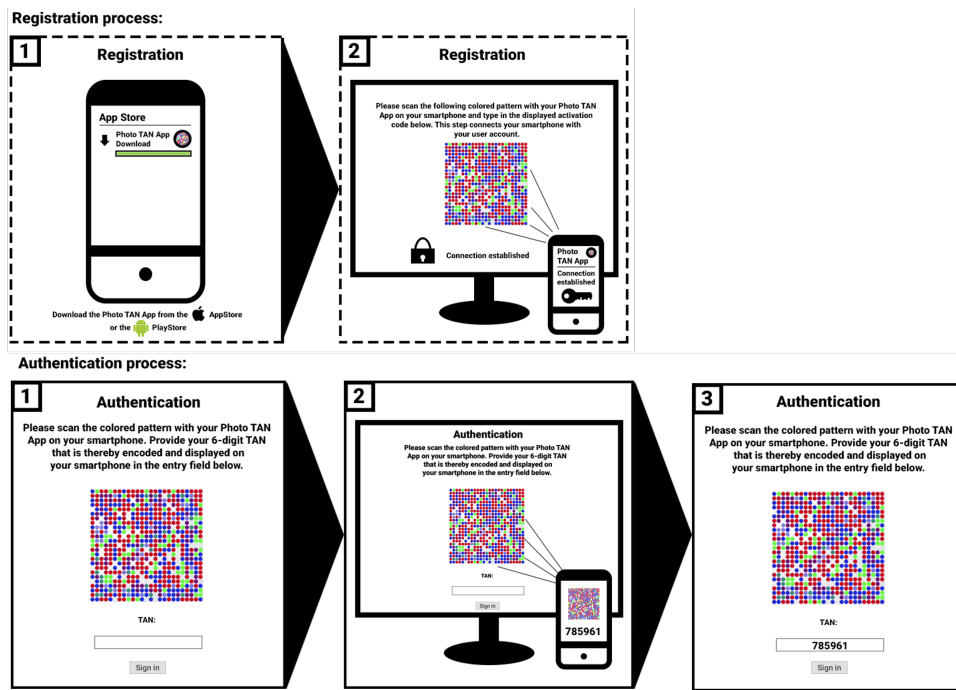 Registration process:
1
Registration
App Store
Photo TAN App
Download
Download the Photo TAN App from the AppStore
or the PlayStore
2
Registration
Please scan the following colored pattern with your Photo TAN
App on your smartphone and type in the displayed activation
code below. This step connects your smartphone with
your user account.
Connection established
Photo
TAN App
Connection
established
Authentication process:
1
Authentication
Please scan the colored pattern with your Photo TAN
App on your smartphone. Provide your 6-digit TAN
that is thereby encoded and displayed on
your smartphone in the entry field below.
TAN:
Sign in
2
Authentication
Please scan the colored pattern with your Photo TAN
App on your smartphone. Provide your 6-digit TAN
that is thereby encoded and displayed on
your smartphone in the entry field below.
TAN:
Sign in
785961
3
Authentication
Please scan the colored pattern with your Photo TAN
App on your smartphone. Provide your 6-digit TAN
that is thereby encoded and displayed on
your smartphone in the entry field below.
TAN:
785961
Sign in